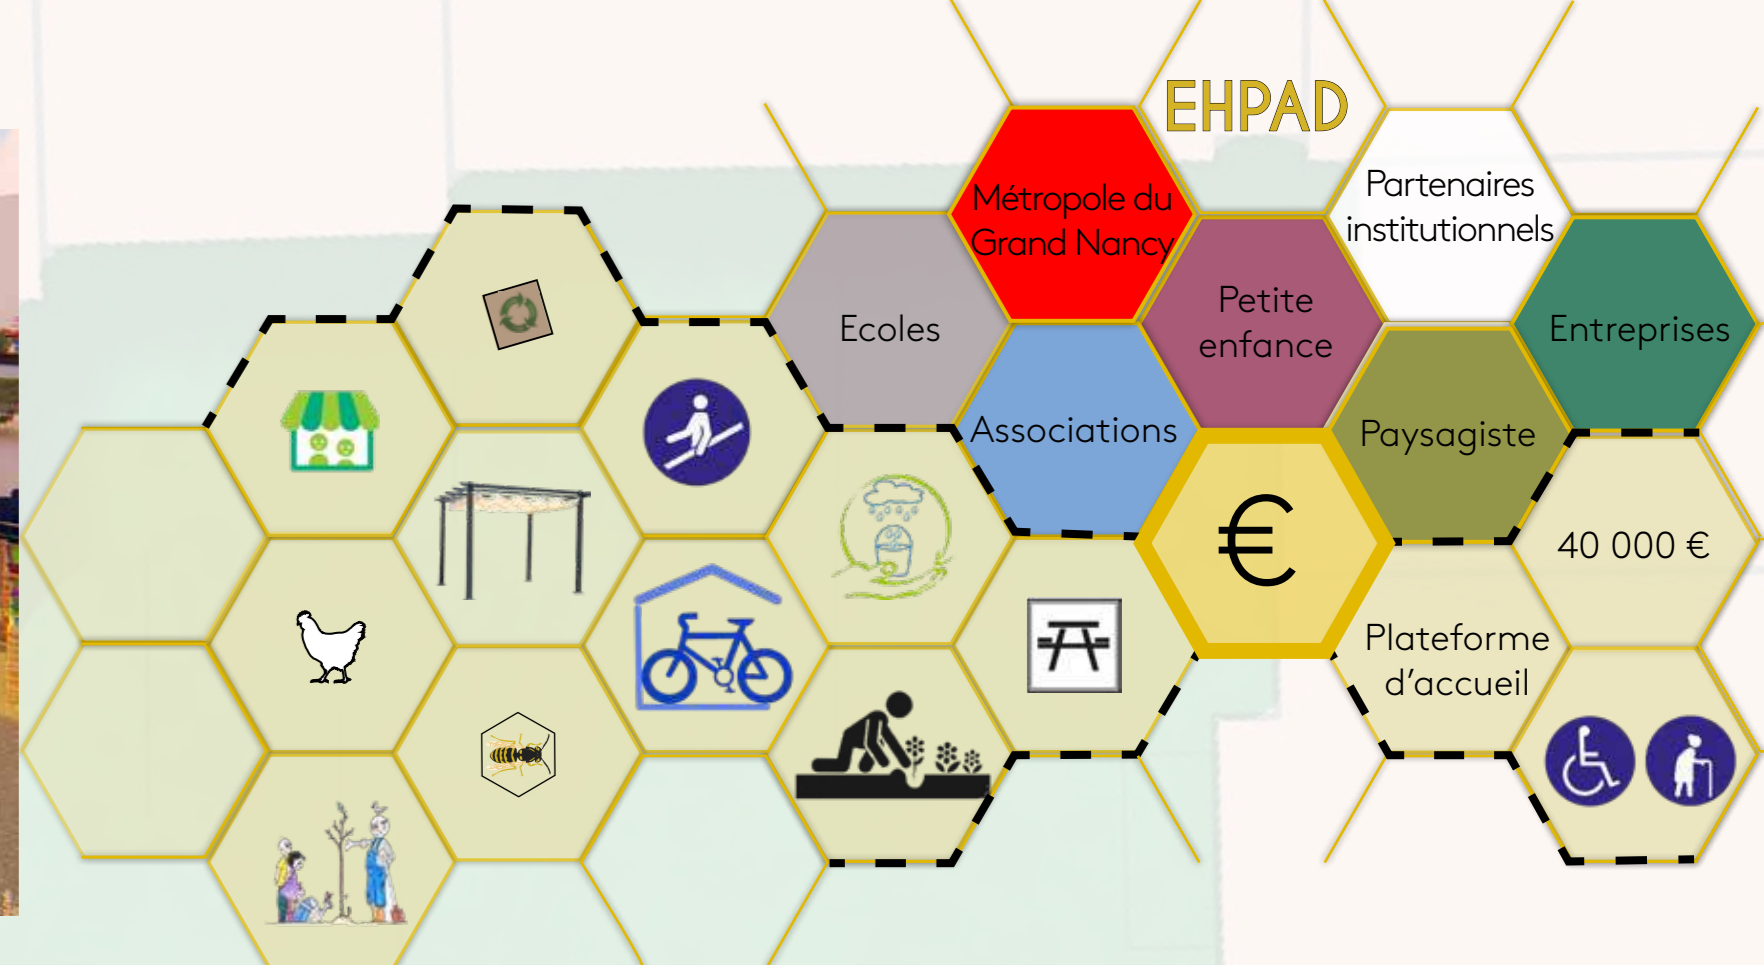 EHPAD
Métropole du
Grand Nancy
Partenaires
institutionnels
Petite
enfance
Ecoles
Entreprises
Associations
Paysagiste
€
40 000 €
Plateforme
d'accueil